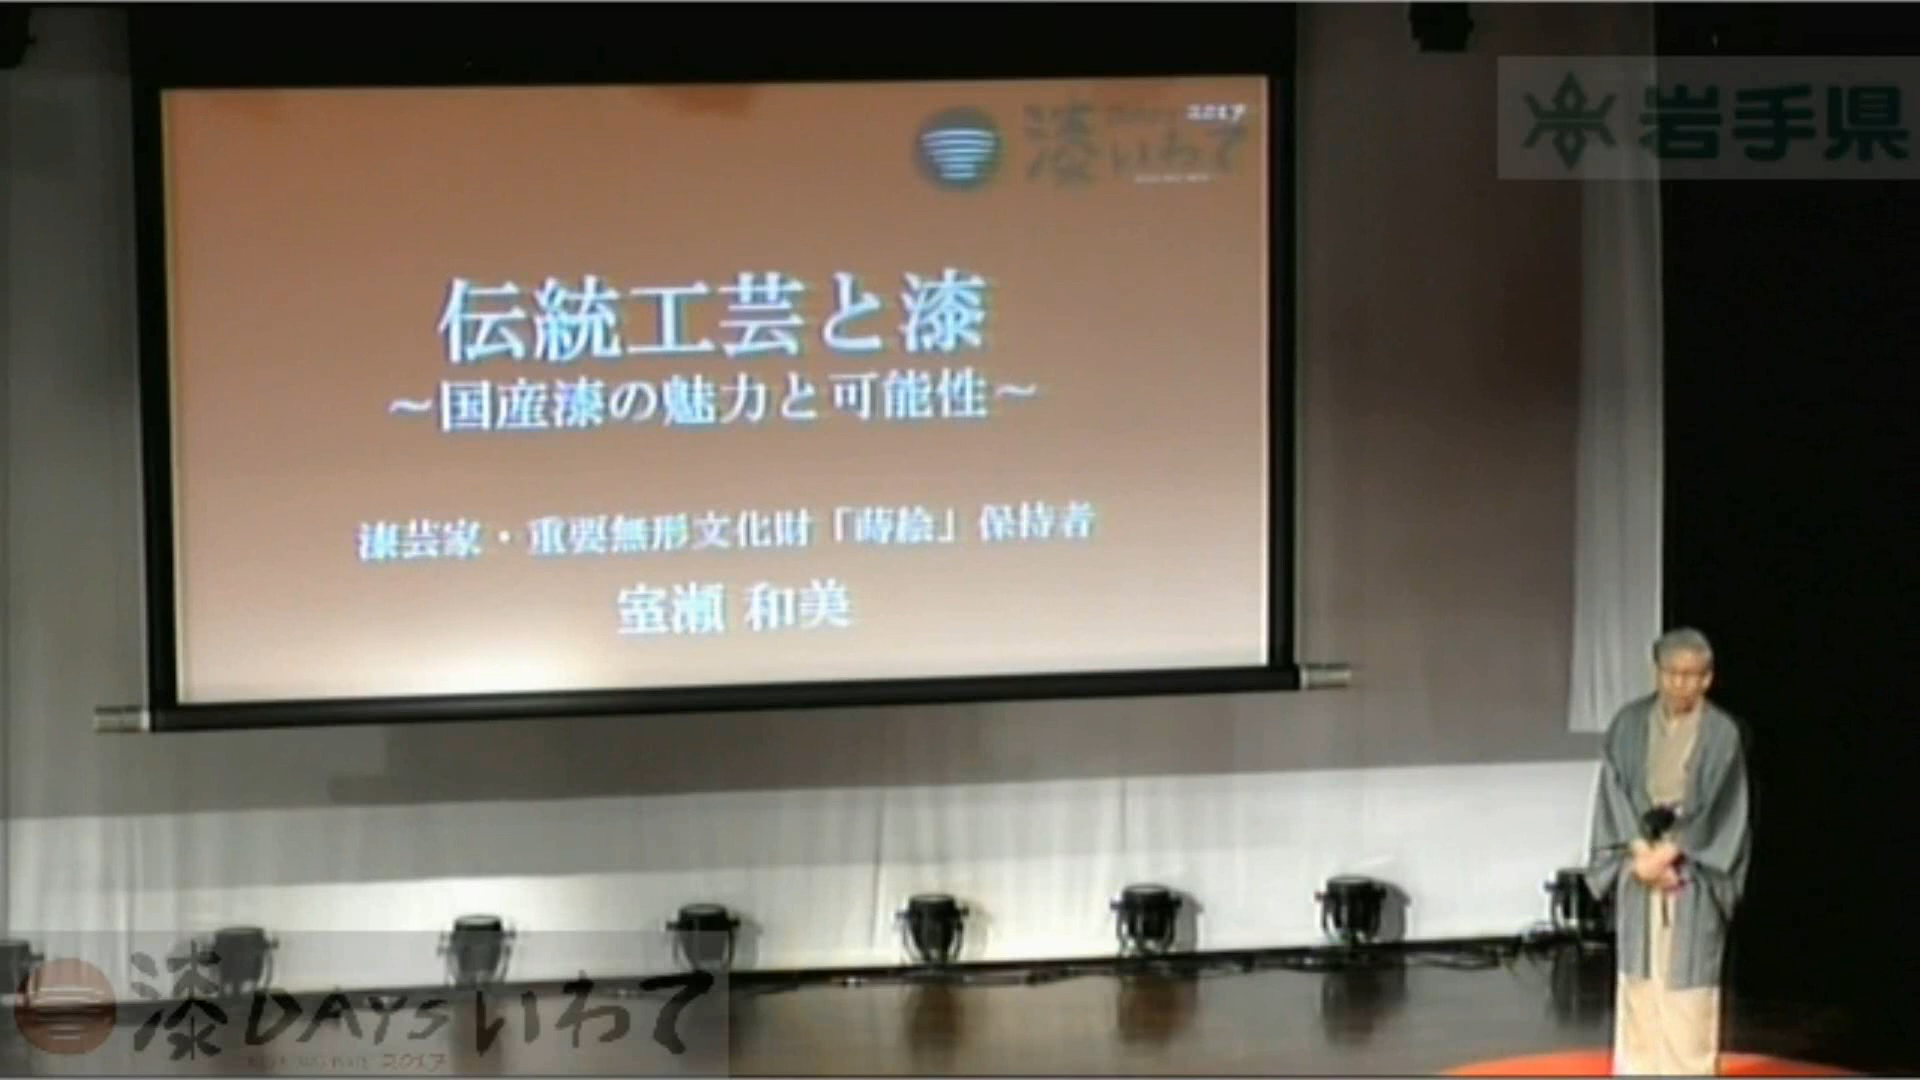 漆 いわて
岩手県
伝統工芸と漆
～国産漆の魅力と可能性～
漆芸家・重要無形文化財「蒔絵」保持者
室瀬 和美
漆DAYSいわて
2017